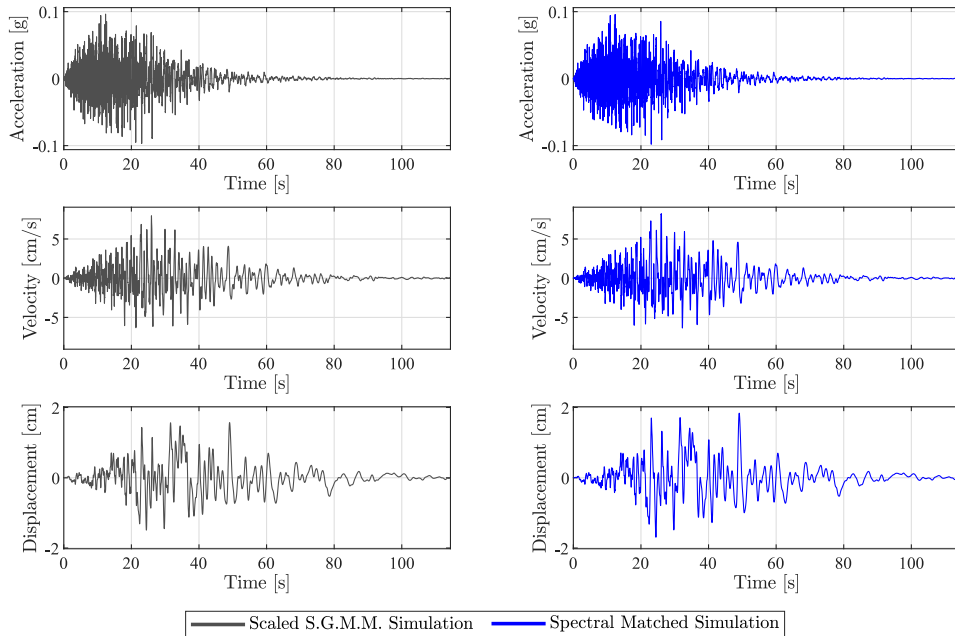 Acceleration [g]
0.1
0
-0.1
0 20 40 60 80 100
Time [s]
Acceleration [g]
0.1
0
-0.1
0 20 40 60 80 100
Time [s]
Velocity [cm/s]
5
0
-5
0 20 40 60 80 100
Time [s]
Velocity [cm/s]
5
0
-5
0 20 40 60 80 100
Time [s]
Displacement [cm]
2
0
-2
0 20 40 60 80 100
Time [s]
Displacement [cm]
2
0
-2
0 20 40 60 80 100
Time [s]
Scaled S.G.M.M. Simulation Spectral Matched Simulation